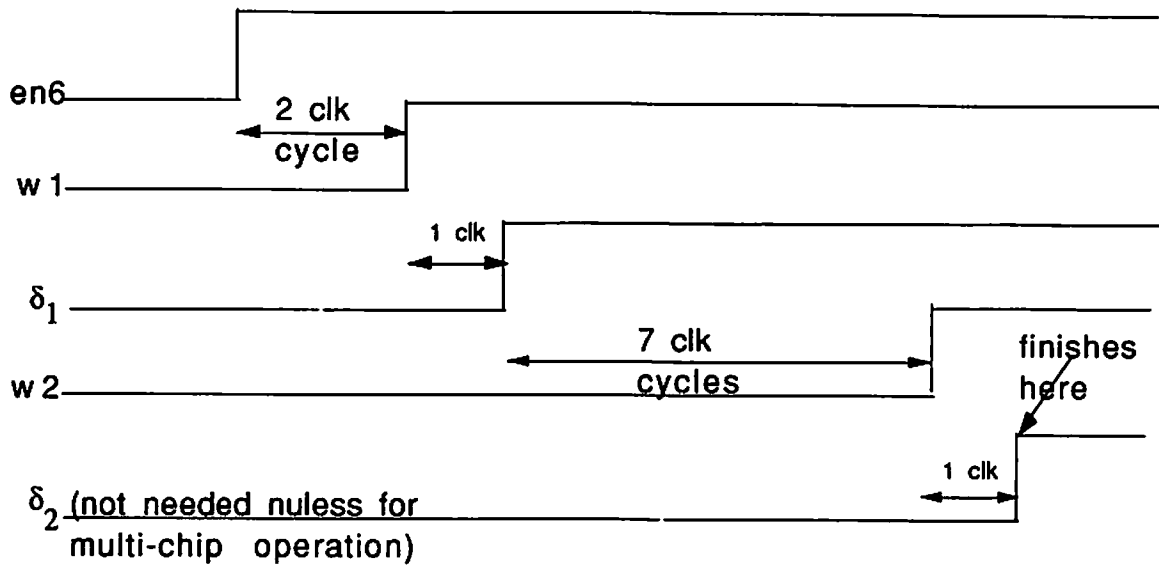 en6
2 clk
cycle
w 1
1 clk
δ1
7 clk
cycles
w 2
finishes
here
1 clk
δ2 (not needed nuless for
multi-chip operation)